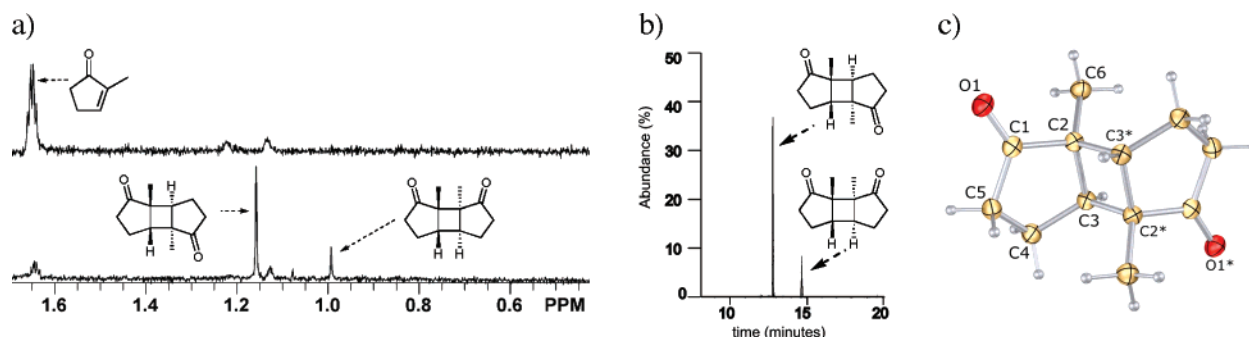 a)
O
1.6
1.4
1.2
1.0
0.8
0.6
PPM
O
H
H
O
O
O
H
H
b)
Abundance (%)
50
40
30
20
10
0
10
15
20
time (minutes)
O
H
H
O
O
O
H
H
c)
O1
C6
C1
C2
C3*
C5
C3
C4
C2*
O1*